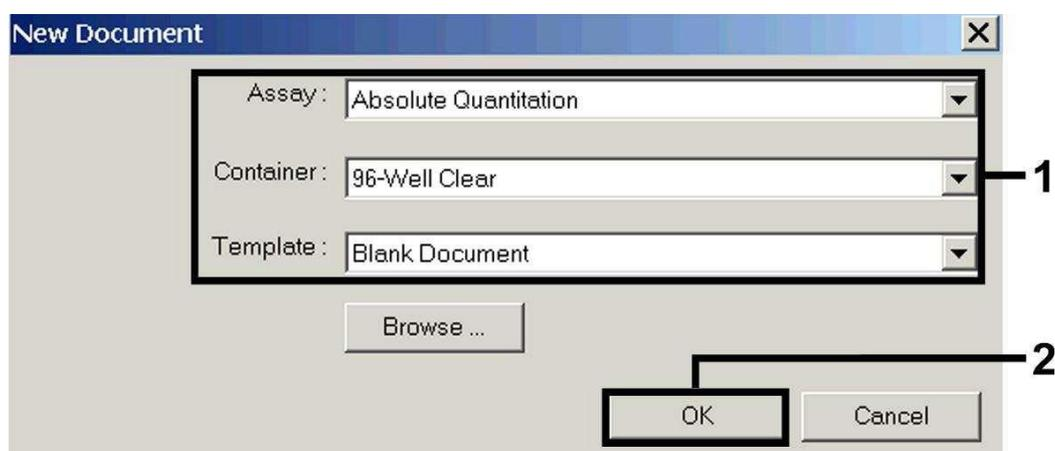 New Document
Assay: Absolute Quantitation
Container: 96-Well Clear 1
Template: Blank Document
Browse ...
2
OK Cancel